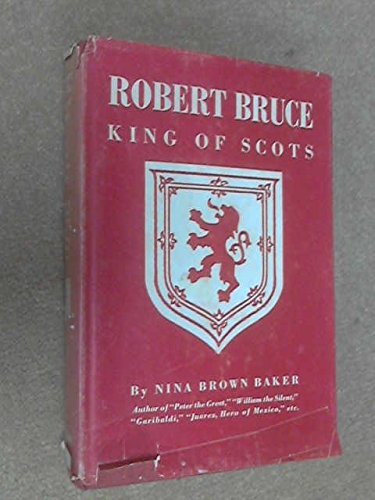 ROBERT BRUCE
KING OF SCOTS
By NINA BROWN BAKER
Author of "Peter the Great," "William the Silent,"
"Garibaldi," "Juarez, Hero of Mexico," etc.